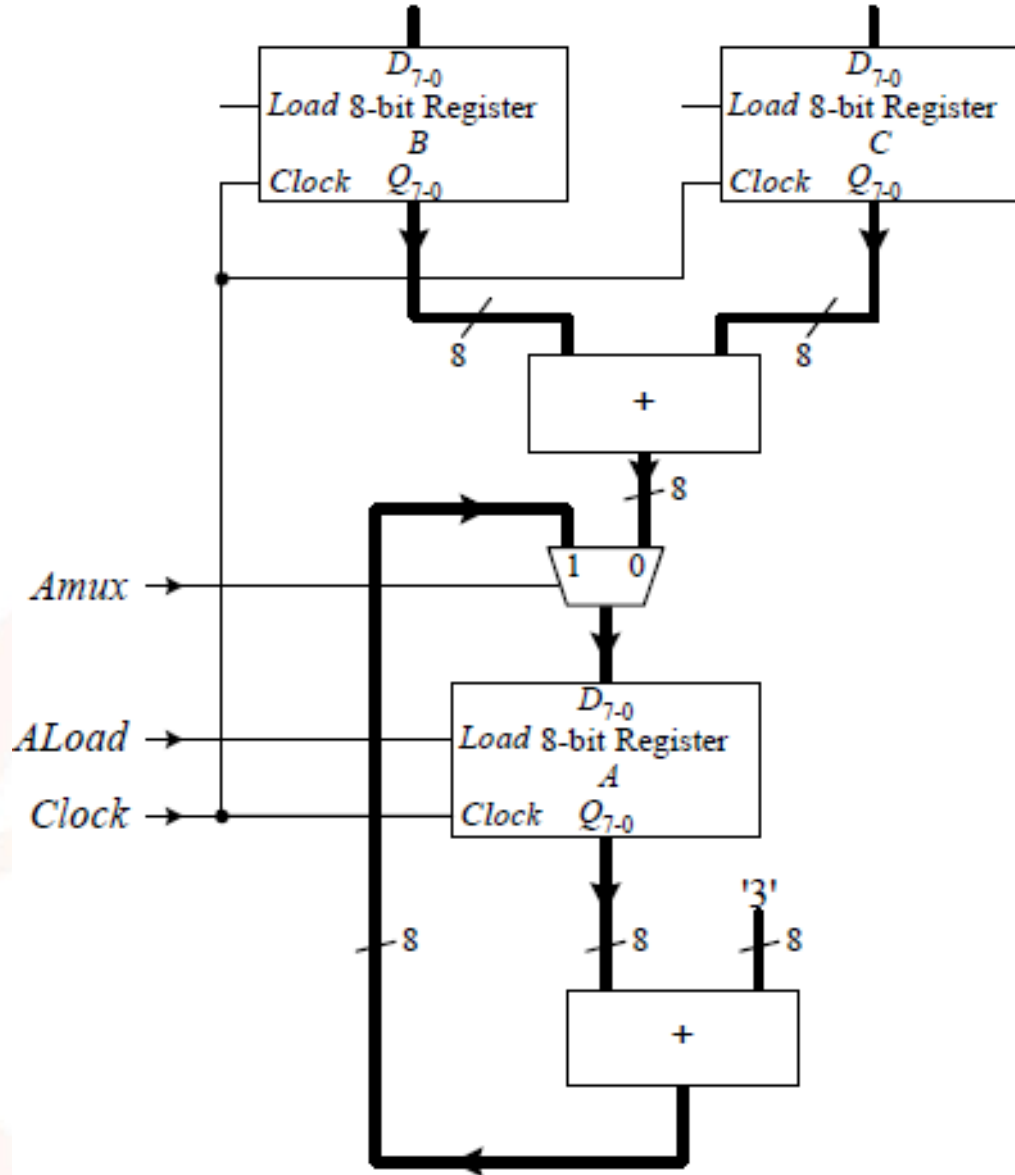 D7-0 D7-0
Load 8-bit Register Load 8-bit Register
B C
Clock Q7-0 Clock Q7-0
8 8
+
8
1 0
Amux
D7-0
ALoad Load 8-bit Register
A
Clock Clock Q7-0
'3'
8 8 8
+